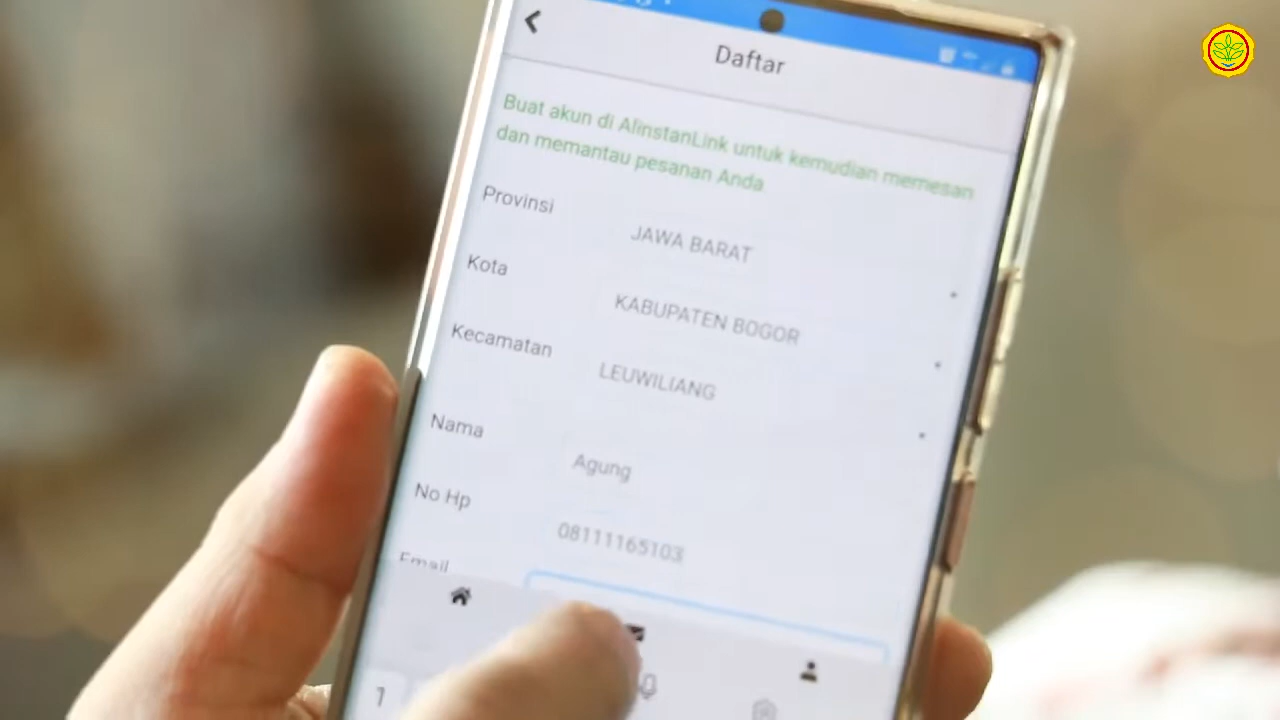 Daftar
Buat akun di AlinstanLink untuk kemudian memesan
dan memantau pesanan Anda
Provinsi
JAWA BARAT
Kota
KABUPATEN BOGOR
Kecamatan
LEUWILIANG
Nama
Agung
No Hp
08111165103
Email
1